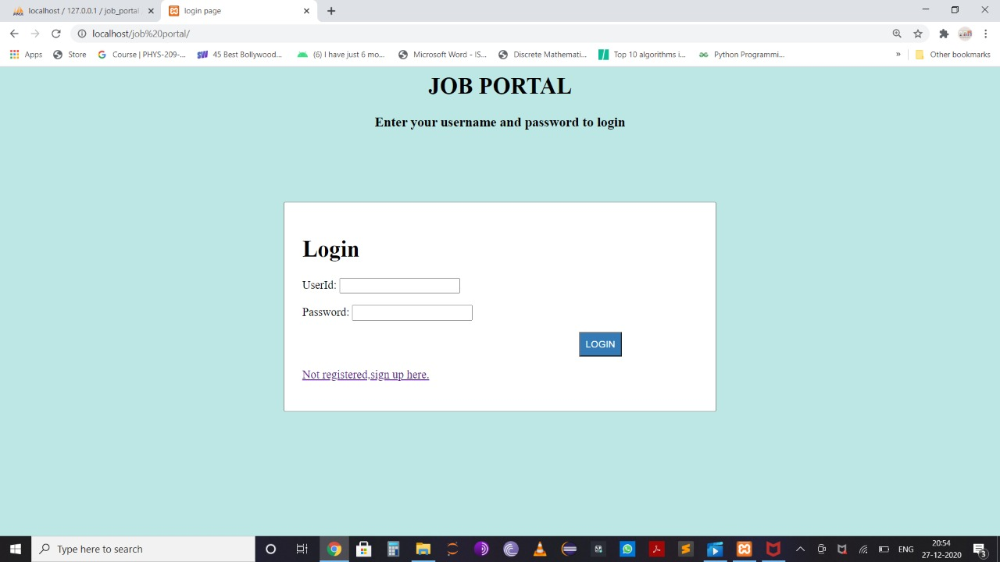 localhost / 127.0.0.1 / job_portal
login page
localhost/job%20portal/
Apps
Store
Course | PHYS-209-...
45 Best Bollywood...
(6) I have just 6 mo...
Microsoft Word - IS...
Discrete Mathemati...
Top 10 algorithms i...
Python Programmi...
»
Other bookmarks
JOB PORTAL
Enter your username and password to login
Login
UserId:
Password:
LOGIN
Not registered,sign up here.
Type here to search
ENG
20:54
27-12-2020
3